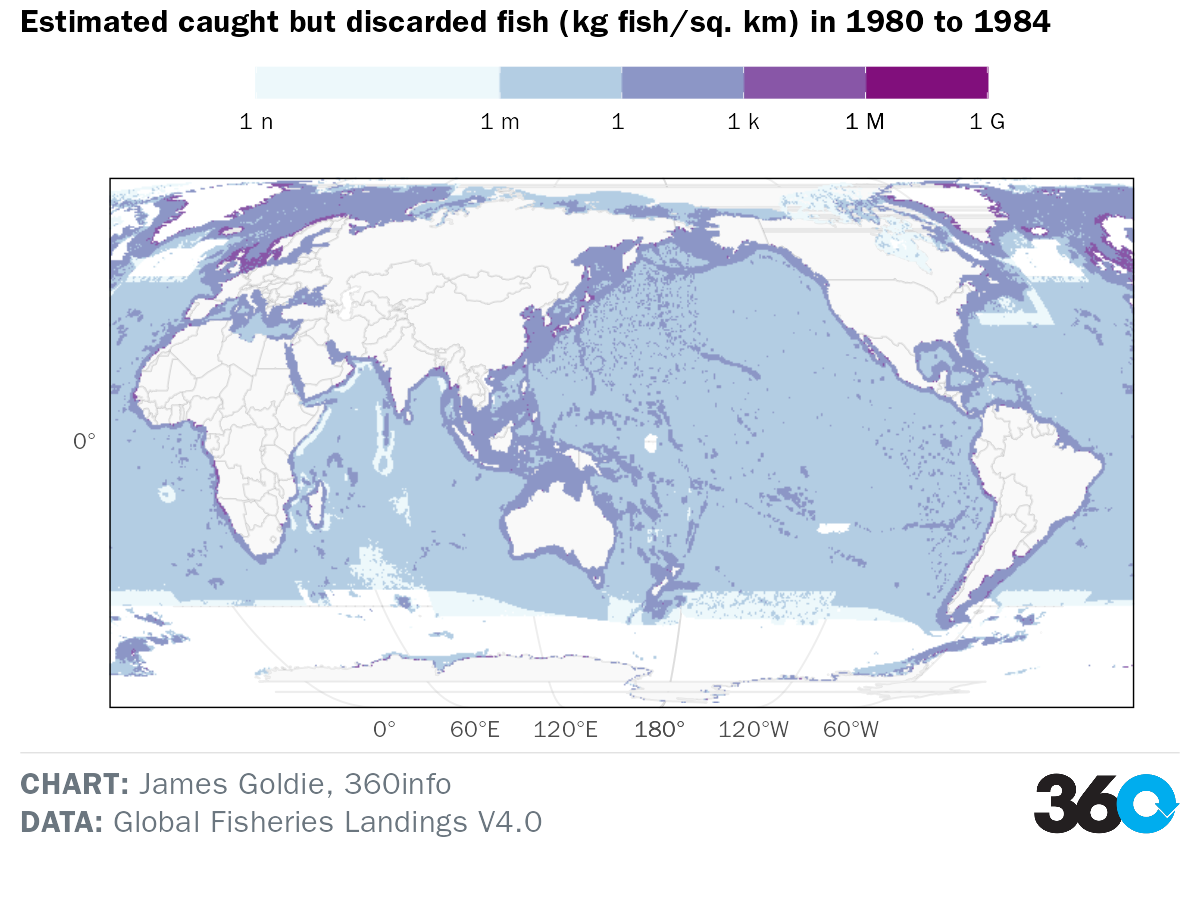 Estimated caught but discarded fish (kg fish/sq. km) in 1980 to 1984
1 n 1 m 1 1 k 1 M 1 G
0°
0° 60°E 120°E 180° 120°W 60°W
CHART: James Goldie, 360info
DATA: Global Fisheries Landings V4.0
360